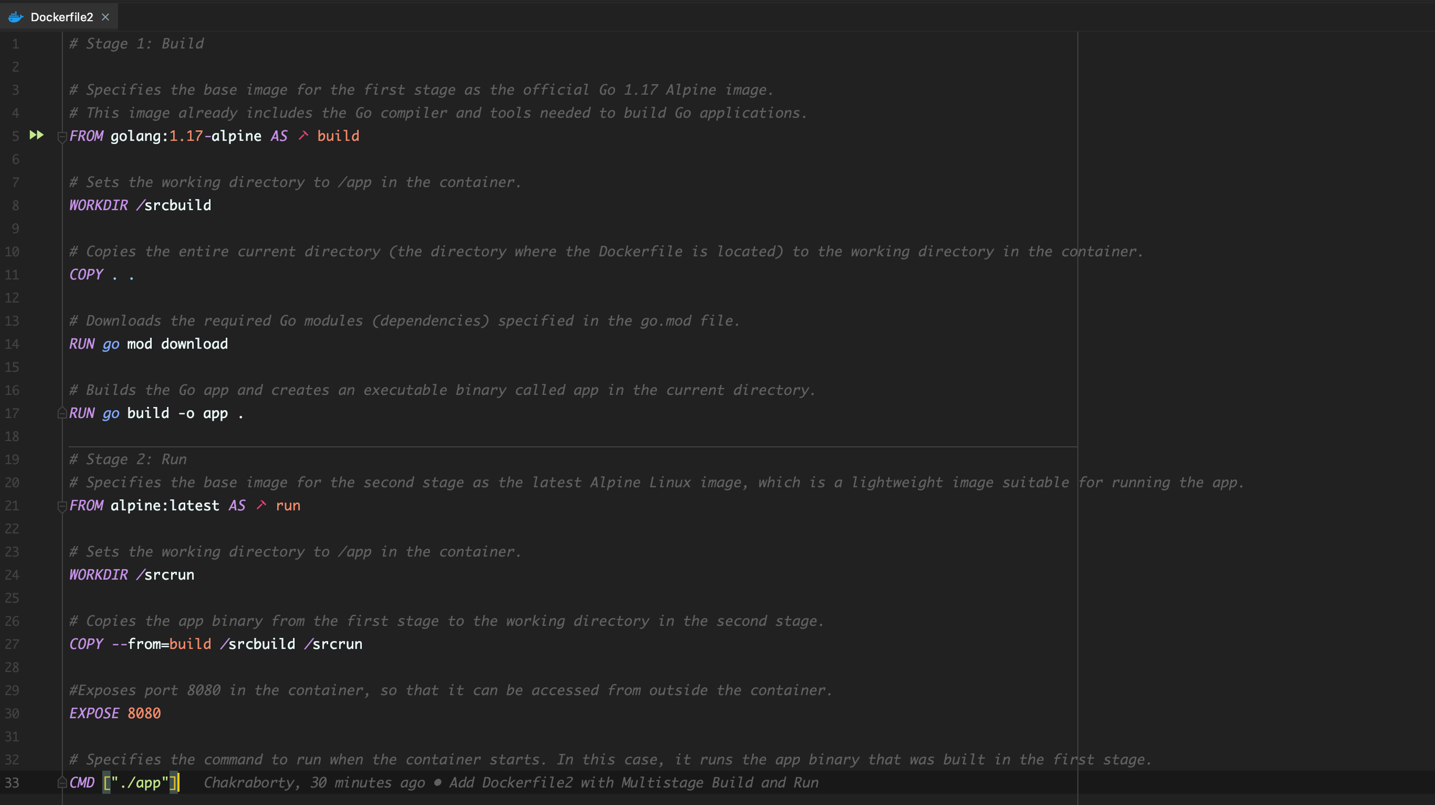 Dockerfile2 ×
1 # Stage 1: Build
2
3 # Specifies the base image for the first stage as the official Go 1.17 Alpine image.
4 # This image already includes the Go compiler and tools needed to build Go applications.
5 FROM golang:1.17-alpine AS build
6
7 # Sets the working directory to /app in the container.
8 WORKDIR /srcbuild
9
10 # Copies the entire current directory (the directory where the Dockerfile is located) to the working directory in the container.
11 COPY . .
12
13 # Downloads the required Go modules (dependencies) specified in the go.mod file.
14 RUN go mod download
15
16 # Builds the Go app and creates an executable binary called app in the current directory.
17 RUN go build -o app .
18
19 # Stage 2: Run
20 # Specifies the base image for the second stage as the latest Alpine Linux image, which is a lightweight image suitable for running the app.
21 FROM alpine:latest AS run
22
23 # Sets the working directory to /app in the container.
24 WORKDIR /srcrun
25
26 # Copies the app binary from the first stage to the working directory in the second stage.
27 COPY --from=build /srcbuild /srcrun
28
29 #Exposes port 8080 in the container, so that it can be accessed from outside the container.
30 EXPOSE 8080
31
32 # Specifies the command to run when the container starts. In this case, it runs the app binary that was built in the first stage.
33 CMD ["./app"] Chakraborty, 30 minutes ago • Add Dockerfile2 with Multistage Build and Run